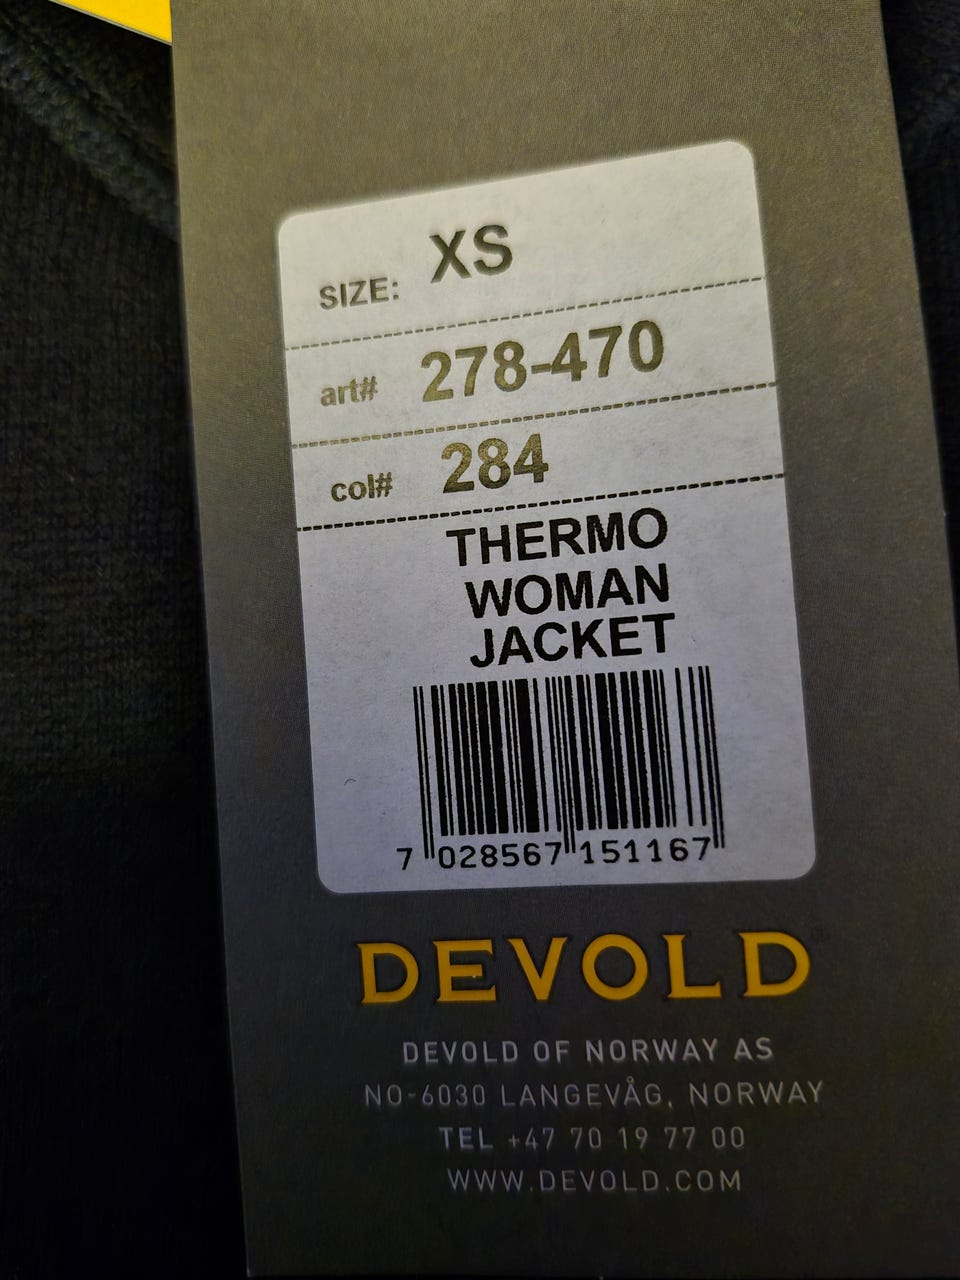 SIZE: XS
art# 278-470
col# 284
THERMO
WOMAN
JACKET
7 028567 151167
DEVOLD
DEVOLD OF NORWAY AS
NO-6030 LANGEVÅG, NORWAY
TEL +47 70 19 77 00
WWW.DEVOLD.COM